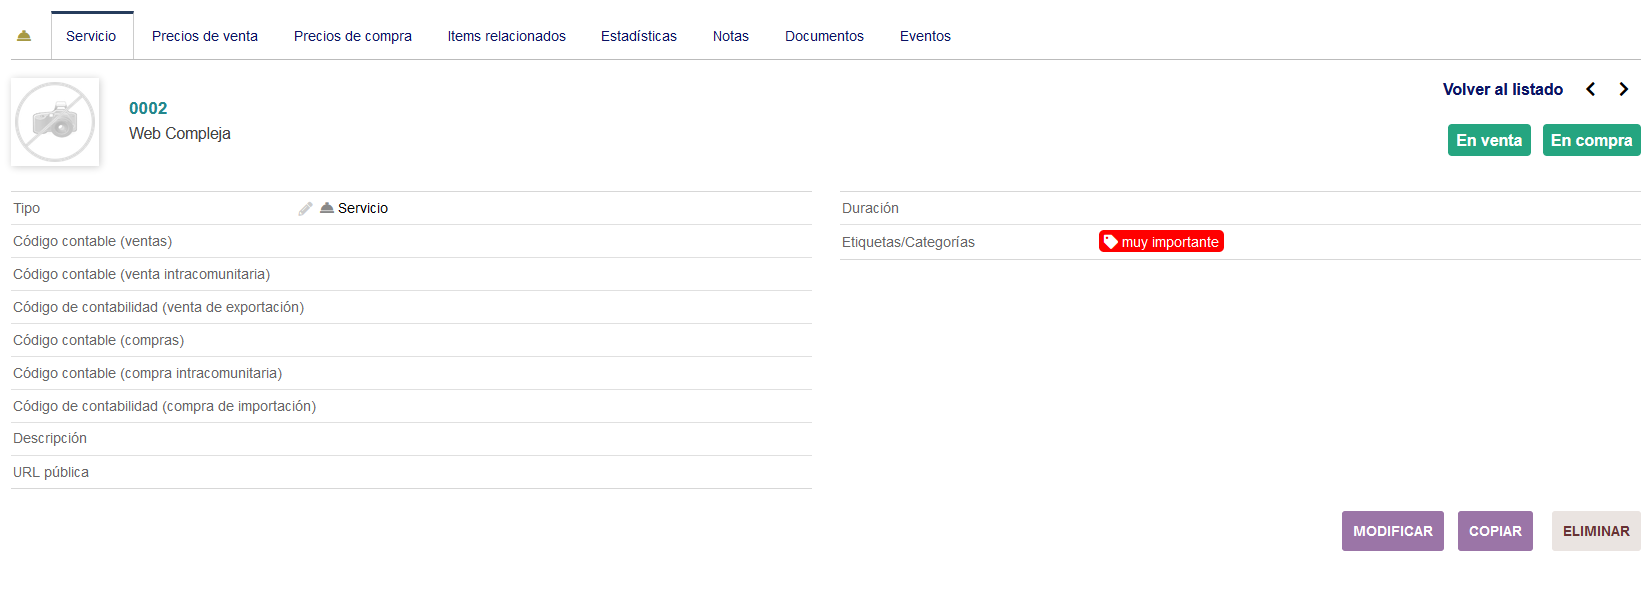 Servicio Precios de venta Precios de compra Items relacionados Estadísticas Notas Documentos Eventos
Volver al listado
0002
Web Compleja
En venta En compra
Tipo Servicio
Código contable (ventas)
Código contable (venta intracomunitaria)
Código de contabilidad (venta de exportación)
Código contable (compras)
Código contable (compra intracomunitaria)
Código de contabilidad (compra de importación)
Descripción
URL pública
Duración
Etiquetas/Categorías muy importante
MODIFICAR COPIAR ELIMINAR